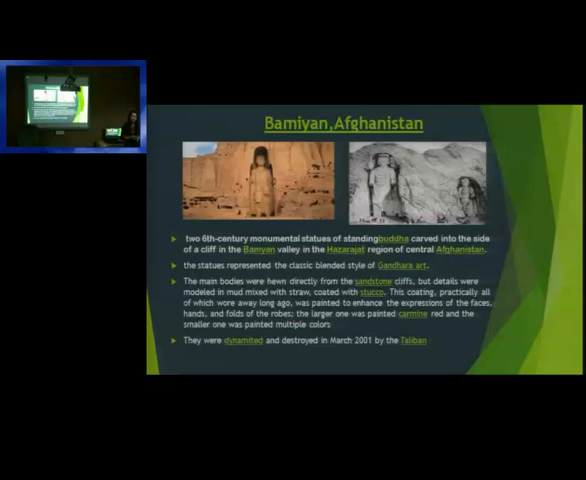 Bamiyan,Afghanistan
two 6th-century monumental statues of standingbuddha carved into the side
of a cliff in the Bamyan valley in the Hazarajat region of central Afghanistan.
the statues represented the classic blended style of Gandhara art.
The main bodies were hewn directly from the sandstone cliffs, but details were
modeled in mud mixed with straw, coated with stucco. This coating, practically all
of which wore away long ago, was painted to enhance the expressions of the faces,
hands, and folds of the robes; the larger one was painted carmine red and the
smaller one was painted multiple colors
They were dynamited and destroyed in March 2001 by the Taliban